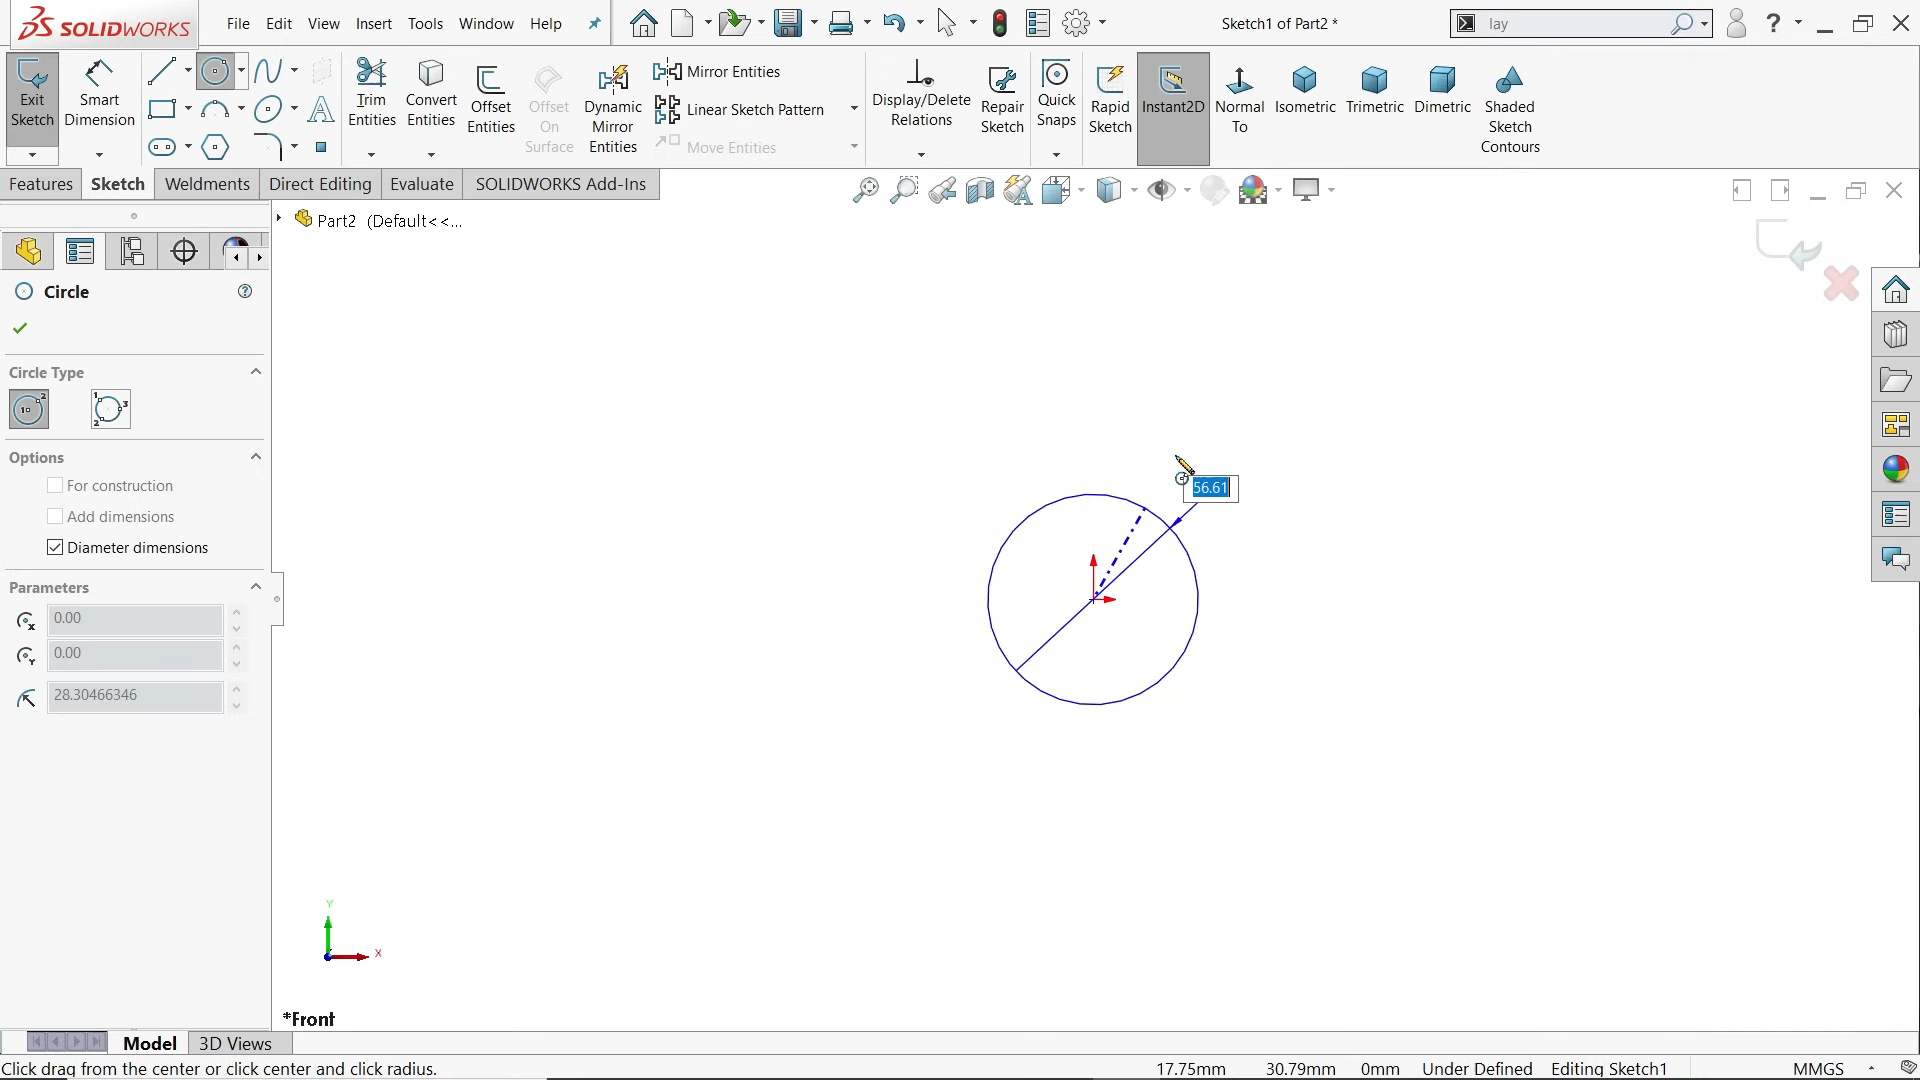 SOLIDWORKS
File Edit View Insert Tools Window Help
Sketch1 of Part2 *
lay
Exit Sketch
Smart Dimension
Trim Entities
Convert Entities
Offset Entities
Offset On Surface
Dynamic Mirror Entities
Mirror Entities
Linear Sketch Pattern
Move Entities
Display/Delete Relations
Repair Sketch
Quick Snaps
Rapid Sketch
Instant2D
Normal To
Isometric
Trimetric
Dimetric
Shaded Sketch Contours
Features Sketch Weldments Direct Editing Evaluate SOLIDWORKS Add-Ins
Part2 (Default<<...
Circle
Circle Type
Options
For construction
Add dimensions
Diameter dimensions
Parameters
0.00
0.00
28.30466346
56.61
Y
X
*Front
Model 3D Views
Click drag from the center or click center and click radius.
17.75mm 30.79mm 0mm Under Defined Editing Sketch1 MMGS